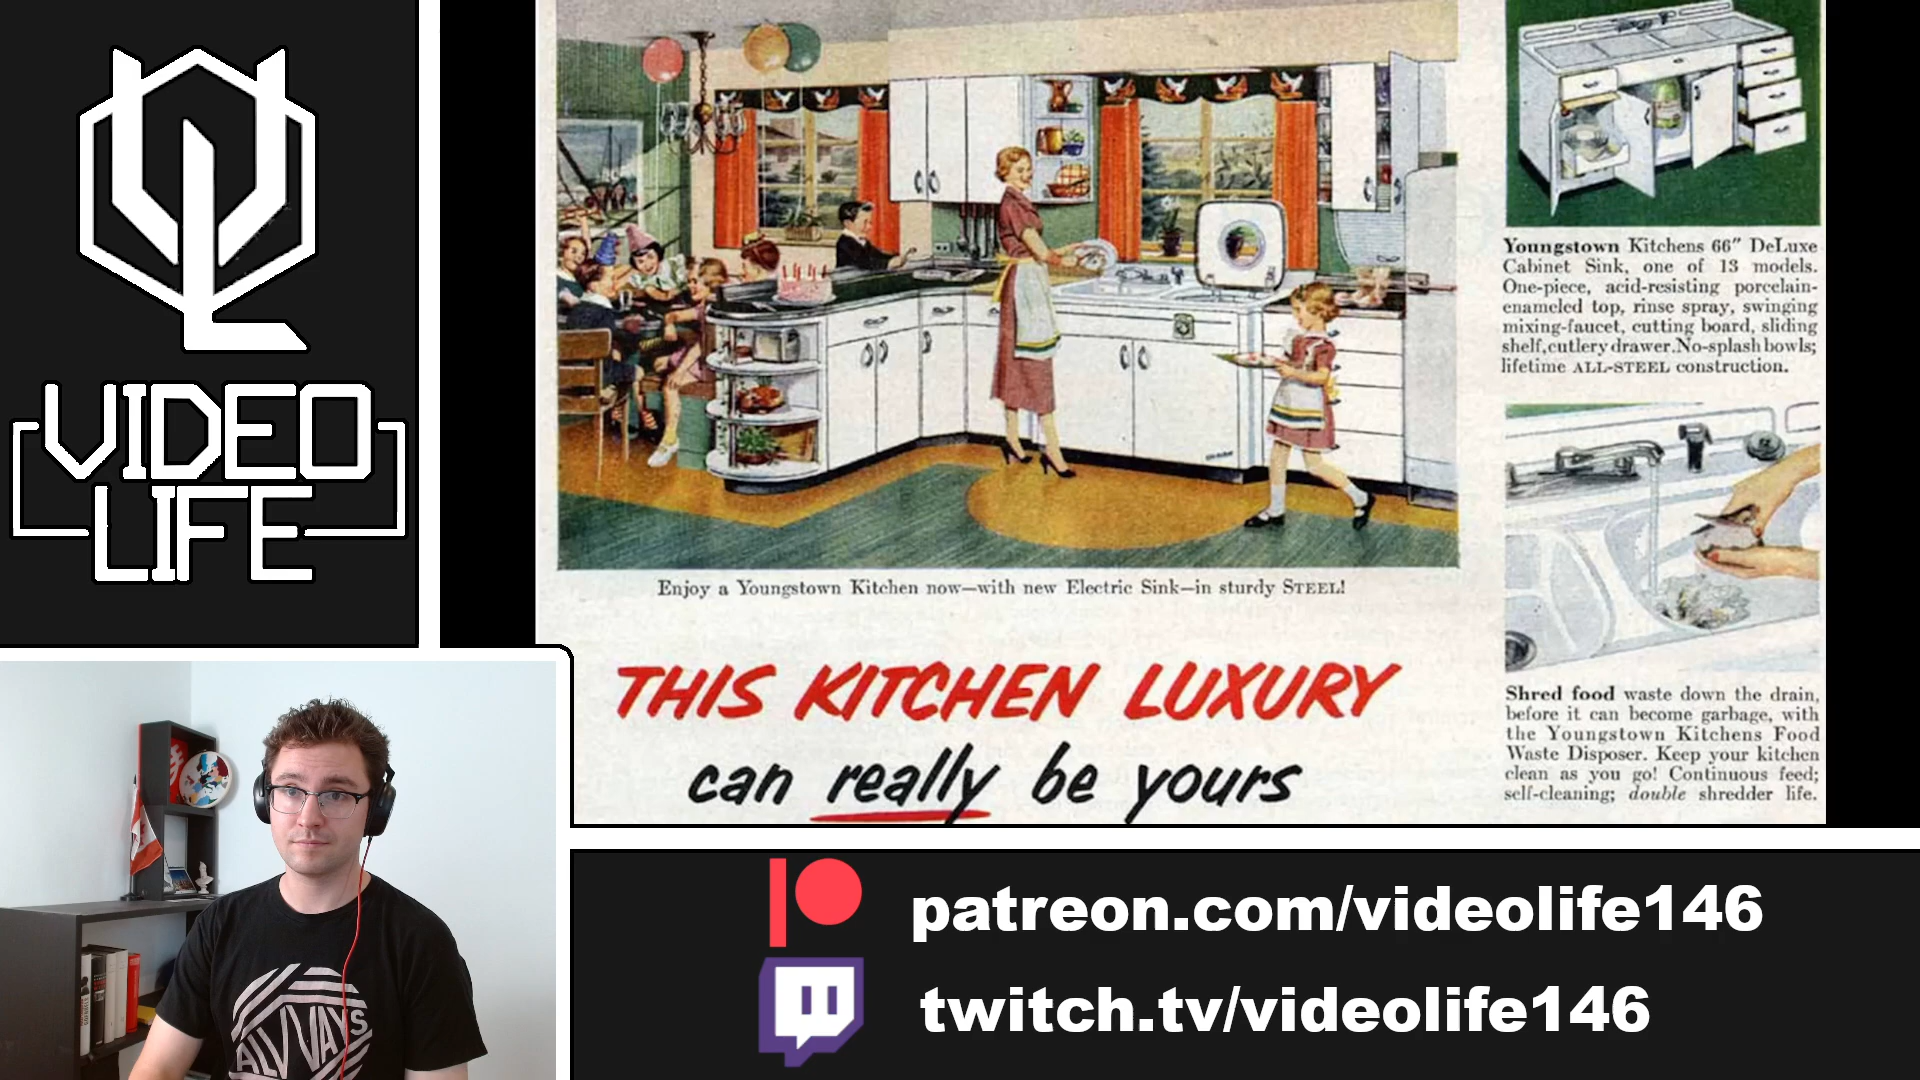 VIDEO
LIFE
Enjoy a Youngstown Kitchen now—with new Electric Sink—in sturdy STEEL!
THIS KITCHEN LUXURY
can really be yours
Youngstown Kitchens 66" DeLuxe
Cabinet Sink, one of 13 models.
One-piece, acid-resisting porcelain-
enameled top, rinse spray, swinging
mixing-faucet, cutting board, sliding
shelf, cutlery drawer. No-splash bowls;
lifetime ALL-STEEL construction.
Shred food waste down the drain,
before it can become garbage, with
the Youngstown Kitchens Food
Waste Disposer. Keep your kitchen
clean as you go! Continuous feed;
self-cleaning; double shredder life.
ALVVAYS
patreon.com/videolife146
twitch.tv/videolife146